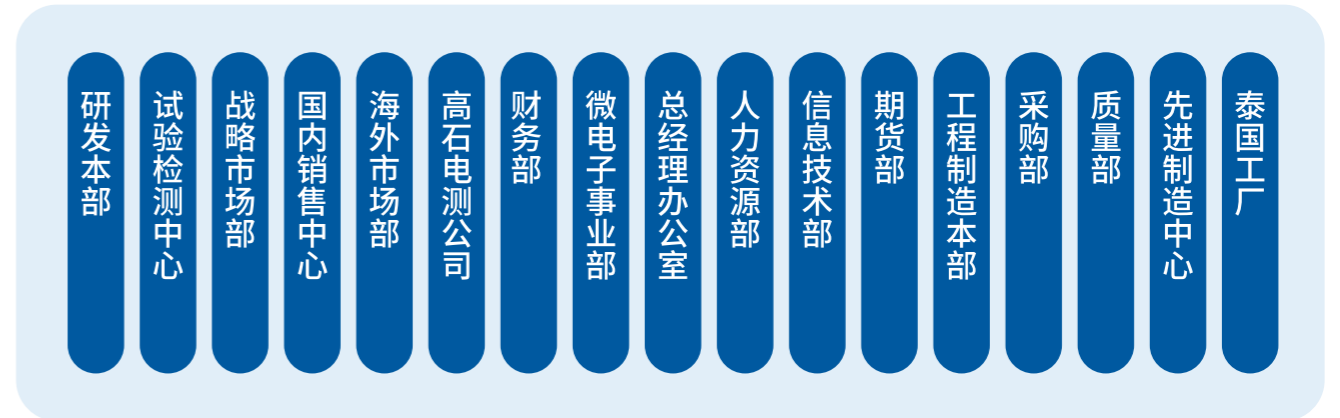 研发本部
试验检测中心
战略市场部
国内销售中心
海外市场部
高石电测公司
财务部
微电子事业部
总经理办公室
人力资源部
信息技术部
期货部
工程制造本部
采购部
质量部
先进制造中心
泰国工厂